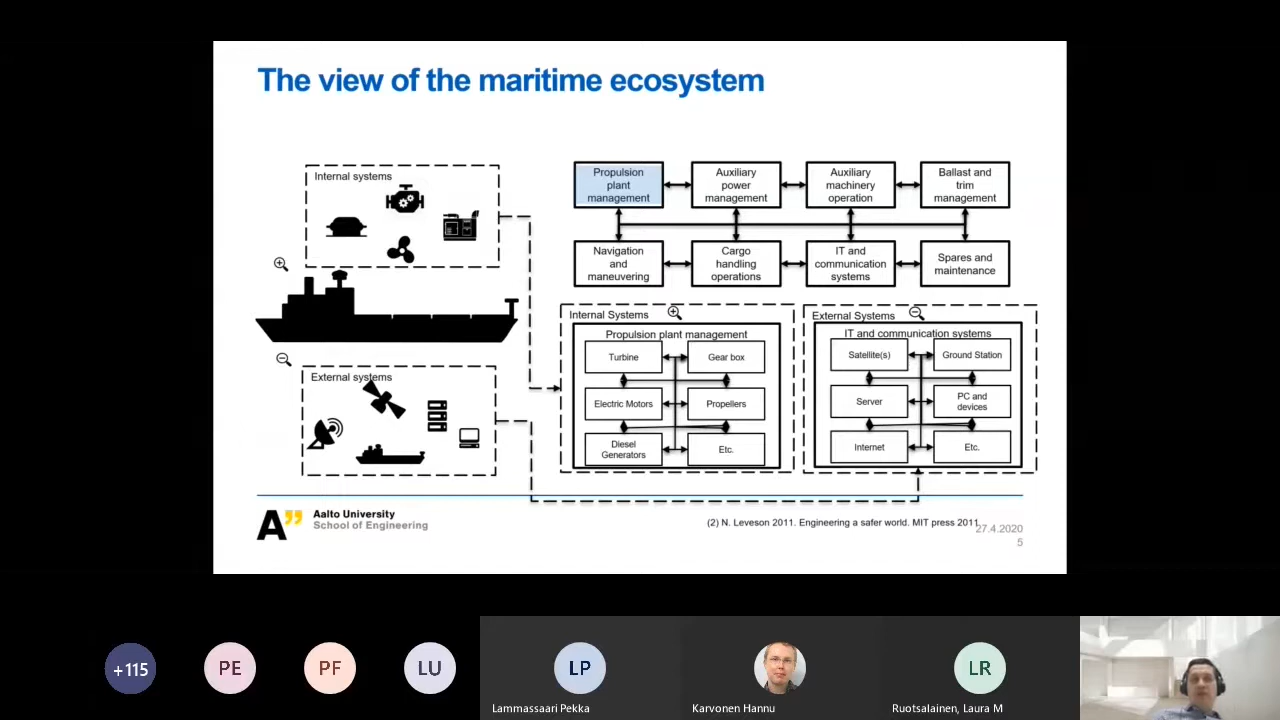 The view of the maritime ecosystem
Internal systems
External systems
Propulsion
plant
management
Auxiliary
power
management
Auxiliary
machinery
operation
Ballast and
trim
management
Navigation
and
maneuvering
Cargo
handling
operations
IT and
communication
systems
Spares and
maintenance
Internal Systems
Propulsion plant management
Turbine
Gear box
Electric Motors
Propellers
Diesel
Generators
Etc.
External Systems
IT and communication systems
Satellite(s)
Ground Station
Server
PC and
devices
Internet
Etc.
A”
Aalto University
School of Engineering
(2) N. Leveson 2011. Engineering a safer world. MIT press 2011.
27.4.2020
5
+115
PE
PF
LU
LP
LR
Lammassaari Pekka
Karvonen Hannu
Ruotsalainen, Laura M